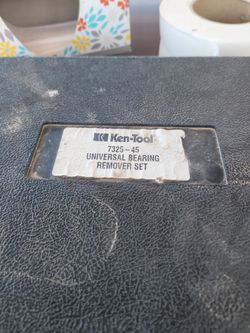 Ken-Tool
7325-45
UNIVERSAL BEARING
REMOVER SET